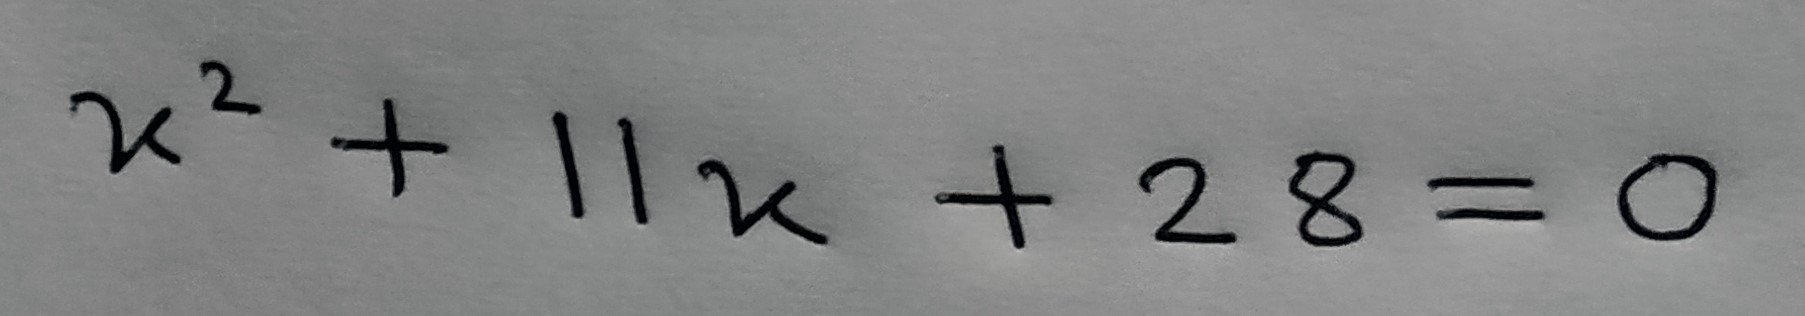 x² + 11x + 28 = 0